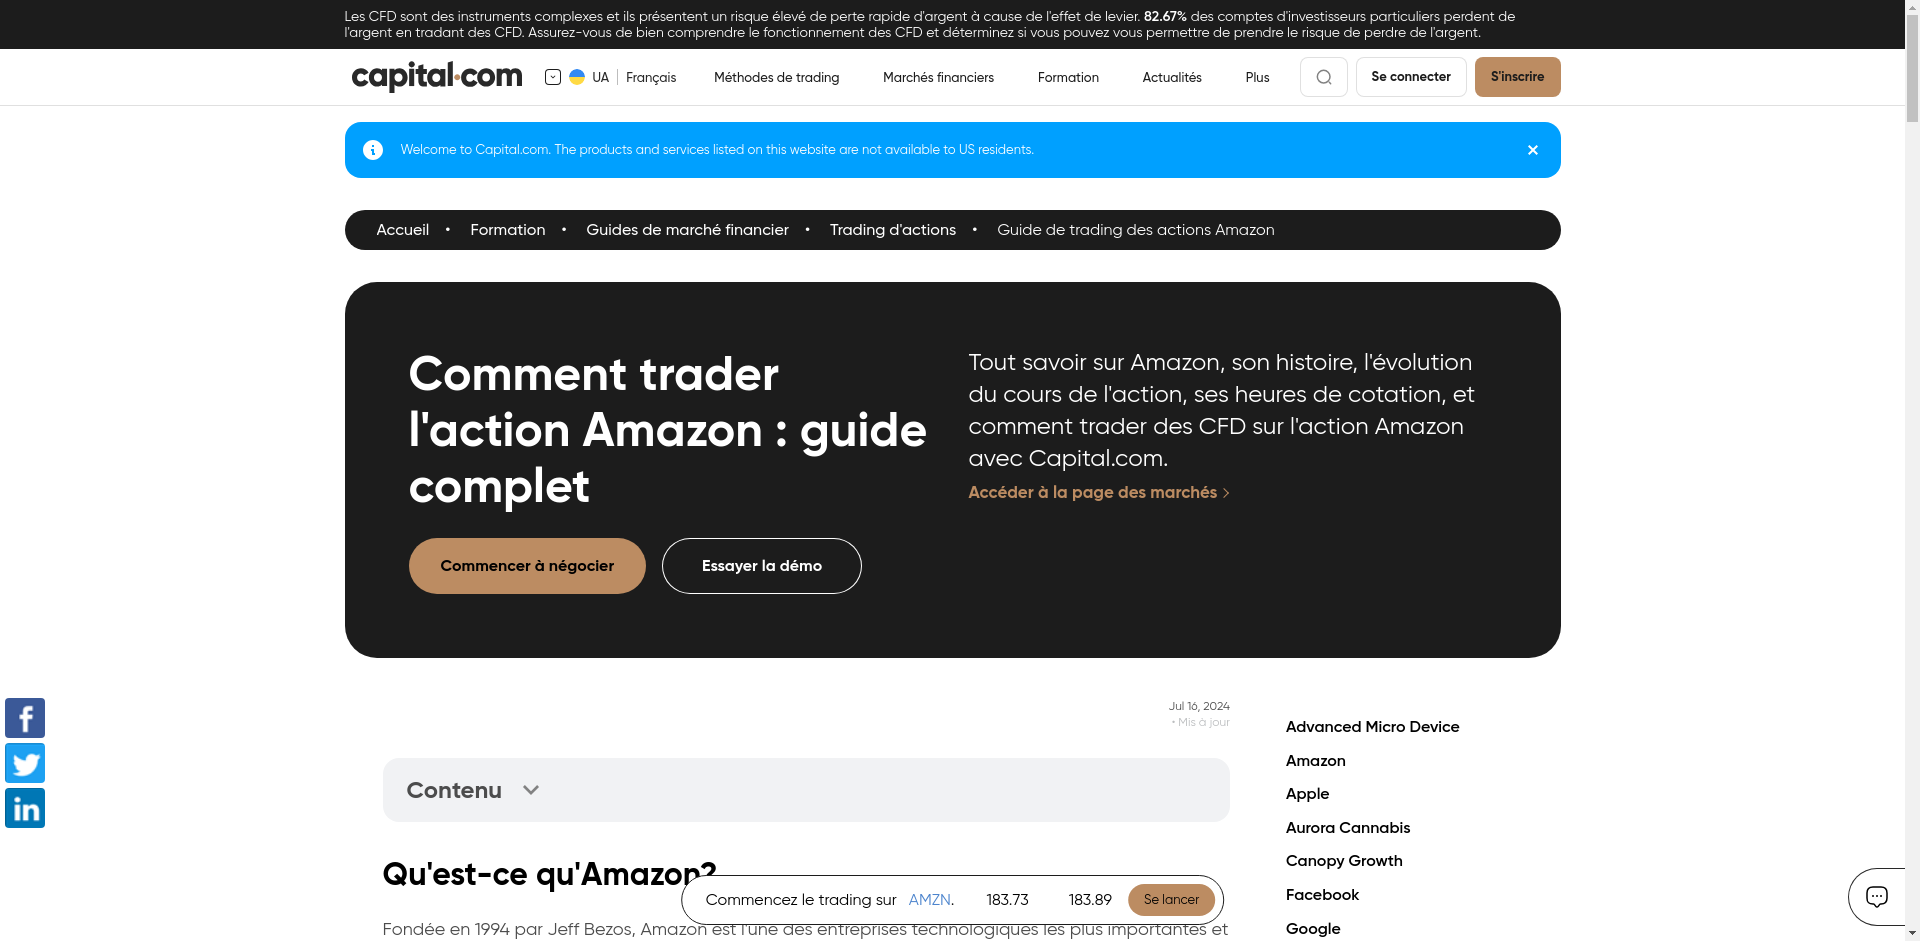 Les CFD sont des instruments complexes et ils présentent un risque élevé de perte rapide d'argent à cause de l'effet de levier. 82.67% des comptes d'investisseurs particuliers perdent de
l'argent en tradant des CFD. Assurez-vous de bien comprendre le fonctionnement des CFD et déterminez si vous pouvez vous permettre de prendre le risque de perdre de l'argent.
capital.com UA Français Méthodes de trading Marchés financiers Formation Actualités Plus Se connecter S'inscrire
Welcome to Capital.com. The products and services listed on this website are not available to US residents.
Accueil • Formation • Guides de marché financier • Trading d'actions • Guide de trading des actions Amazon
Comment trader
l'action Amazon : guide
complet
Commencer à négocier Essayer la démo
Tout savoir sur Amazon, son histoire, l'évolution
du cours de l'action, ses heures de cotation, et
comment trader des CFD sur l'action Amazon
avec Capital.com.
Accéder à la page des marchés
Jul 16, 2024
• Mis à jour
Contenu
Qu'est-ce qu'Amazon?
Fondée en 1994 par Jeff Bezos, Amazon est l'une des entreprises technologiques les plus importantes et
Commencez le trading sur AMZN. 183.73 183.89 Se lancer
Advanced Micro Device
Amazon
Apple
Aurora Cannabis
Canopy Growth
Facebook
Google